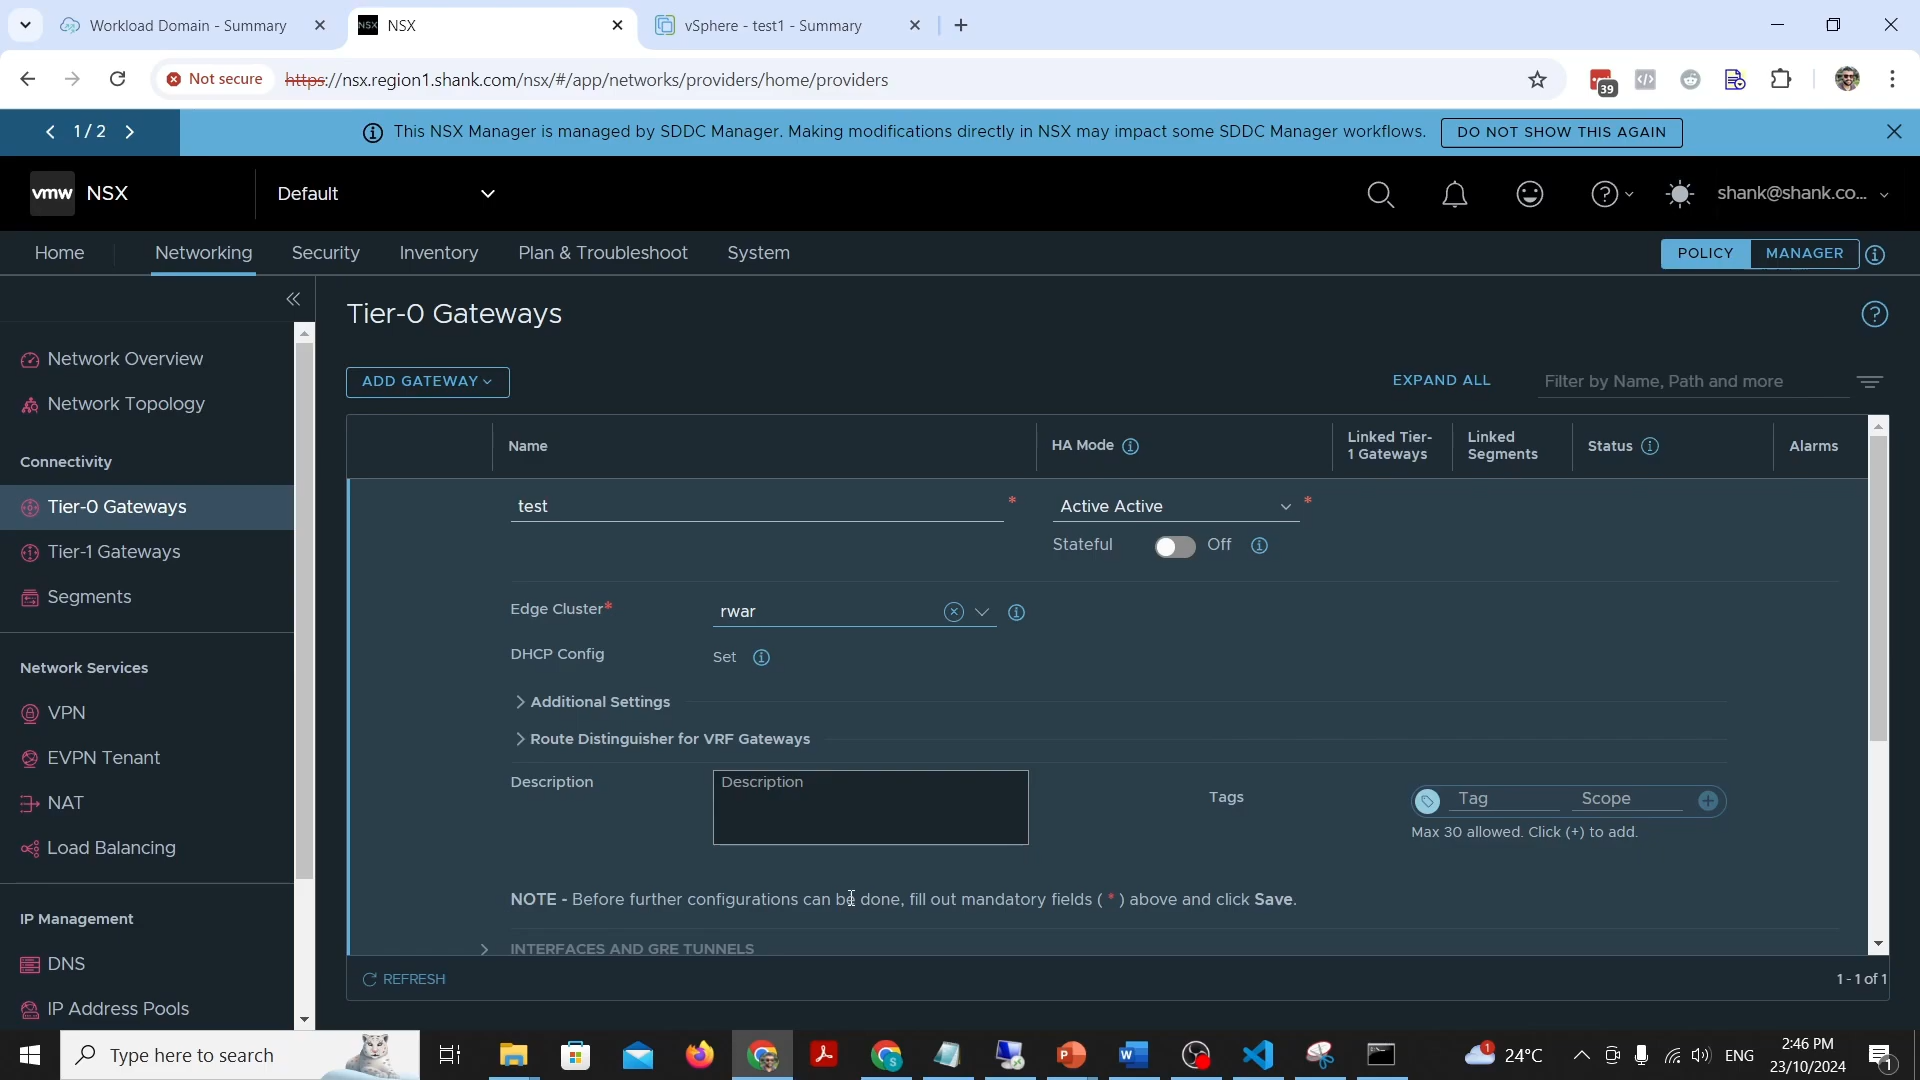 Workload Domain - Summary
NSX
NSX
vSphere - test1 - Summary
Not secure
https://nsx.region1.shank.com/nsx/#/app/networks/providers/home/providers
39
1 / 2
This NSX Manager is managed by SDDC Manager. Making modifications directly in NSX may impact some SDDC Manager workflows.
DO NOT SHOW THIS AGAIN
vmw NSX
Default
shank@shank.co...
Home
Networking
Security
Inventory
Plan & Troubleshoot
System
POLICY
MANAGER
Network Overview
Network Topology
Connectivity
Tier-0 Gateways
Tier-1 Gateways
Segments
Network Services
VPN
EVPN Tenant
NAT
Load Balancing
IP Management
DNS
IP Address Pools
Tier-0 Gateways
ADD GATEWAY
EXPAND ALL
Filter by Name, Path and more
Name
HA Mode
Linked Tier-
1 Gateways
Linked
Segments
Status
Alarms
test *
Active Active *
Stateful Off
Edge Cluster*
rwar
DHCP Config
Set
Additional Settings
Route Distinguisher for VRF Gateways
Description
Description
Tags
Tag
Scope
Max 30 allowed. Click (+) to add.
NOTE - Before further configurations can be done, fill out mandatory fields ( * ) above and click Save.
INTERFACES AND GRE TUNNELS
REFRESH
1 - 1 of 1
Type here to search
1
24°C
ENG
2:46 PM
23/10/2024
1